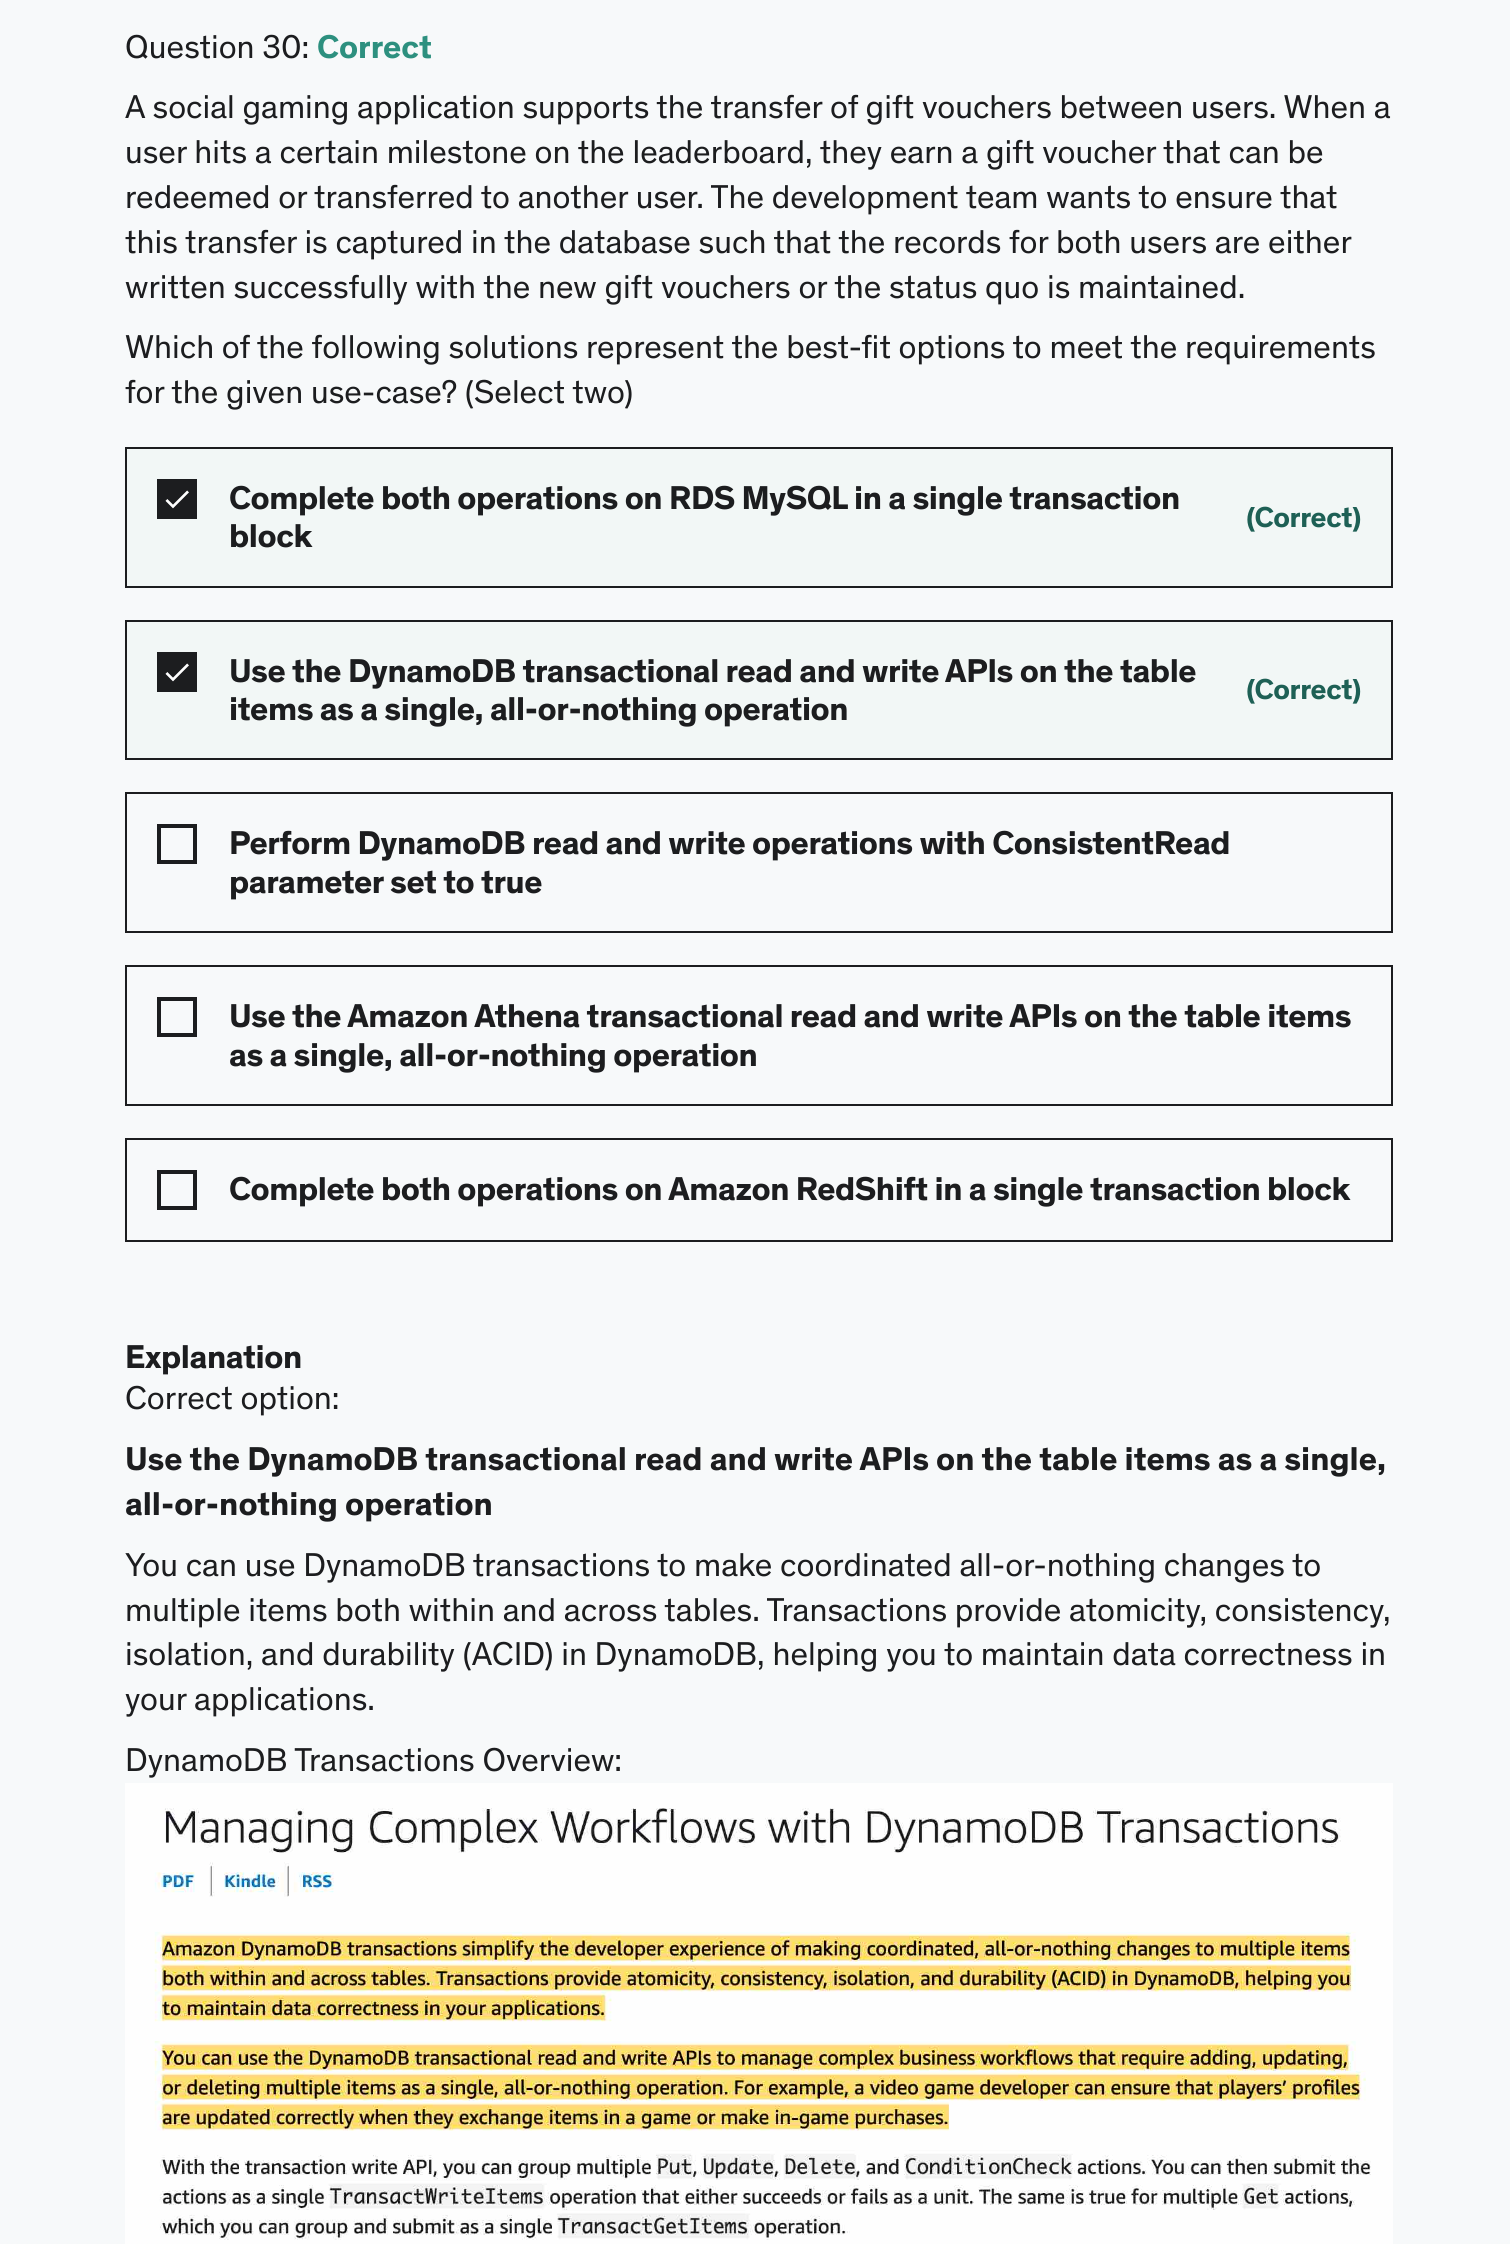 Question 30: Correct
A social gaming application supports the transfer of gift vouchers between users. When a
user hits a certain milestone on the leaderboard, they earn a gift voucher that can be
redeemed or transferred to another user. The development team wants to ensure that
this transfer is captured in the database such that the records for both users are either
written successfully with the new gift vouchers or the status quo is maintained.
Which of the following solutions represent the best-fit options to meet the requirements
for the given use-case? (Select two)
Complete both operations on RDS MySQL in a single transaction
block
(Correct)
Use the DynamoDB transactional read and write APIs on the table
items as a single, all-or-nothing operation
(Correct)
Perform DynamoDB read and write operations with ConsistentRead
parameter set to true
Use the Amazon Athena transactional read and write APIs on the table items
as a single, all-or-nothing operation
Complete both operations on Amazon RedShift in a single transaction block
Explanation
Correct option:
Use the DynamoDB transactional read and write APIs on the table items as a single,
all-or-nothing operation
You can use DynamoDB transactions to make coordinated all-or-nothing changes to
multiple items both within and across tables. Transactions provide atomicity, consistency,
isolation, and durability (ACID) in DynamoDB, helping you to maintain data correctness in
your applications.
DynamoDB Transactions Overview:
Managing Complex Workflows with DynamoDB Transactions
PDF Kindle RSS
Amazon DynamoDB transactions simplify the developer experience of making coordinated, all-or-nothing changes to multiple items
both within and across tables. Transactions provide atomicity, consistency, isolation, and durability (ACID) in DynamoDB, helping you
to maintain data correctness in your applications.
You can use the DynamoDB transactional read and write APIs to manage complex business workflows that require adding, updating,
or deleting multiple items as a single, all-or-nothing operation. For example, a video game developer can ensure that players’ profiles
are updated correctly when they exchange items in a game or make in-game purchases.
With the transaction write API, you can group multiple Put, Update, Delete, and ConditionCheck actions. You can then submit the
actions as a single TransactWriteItems operation that either succeeds or fails as a unit. The same is true for multiple Get actions,
which you can group and submit as a single TransactGetItems operation.